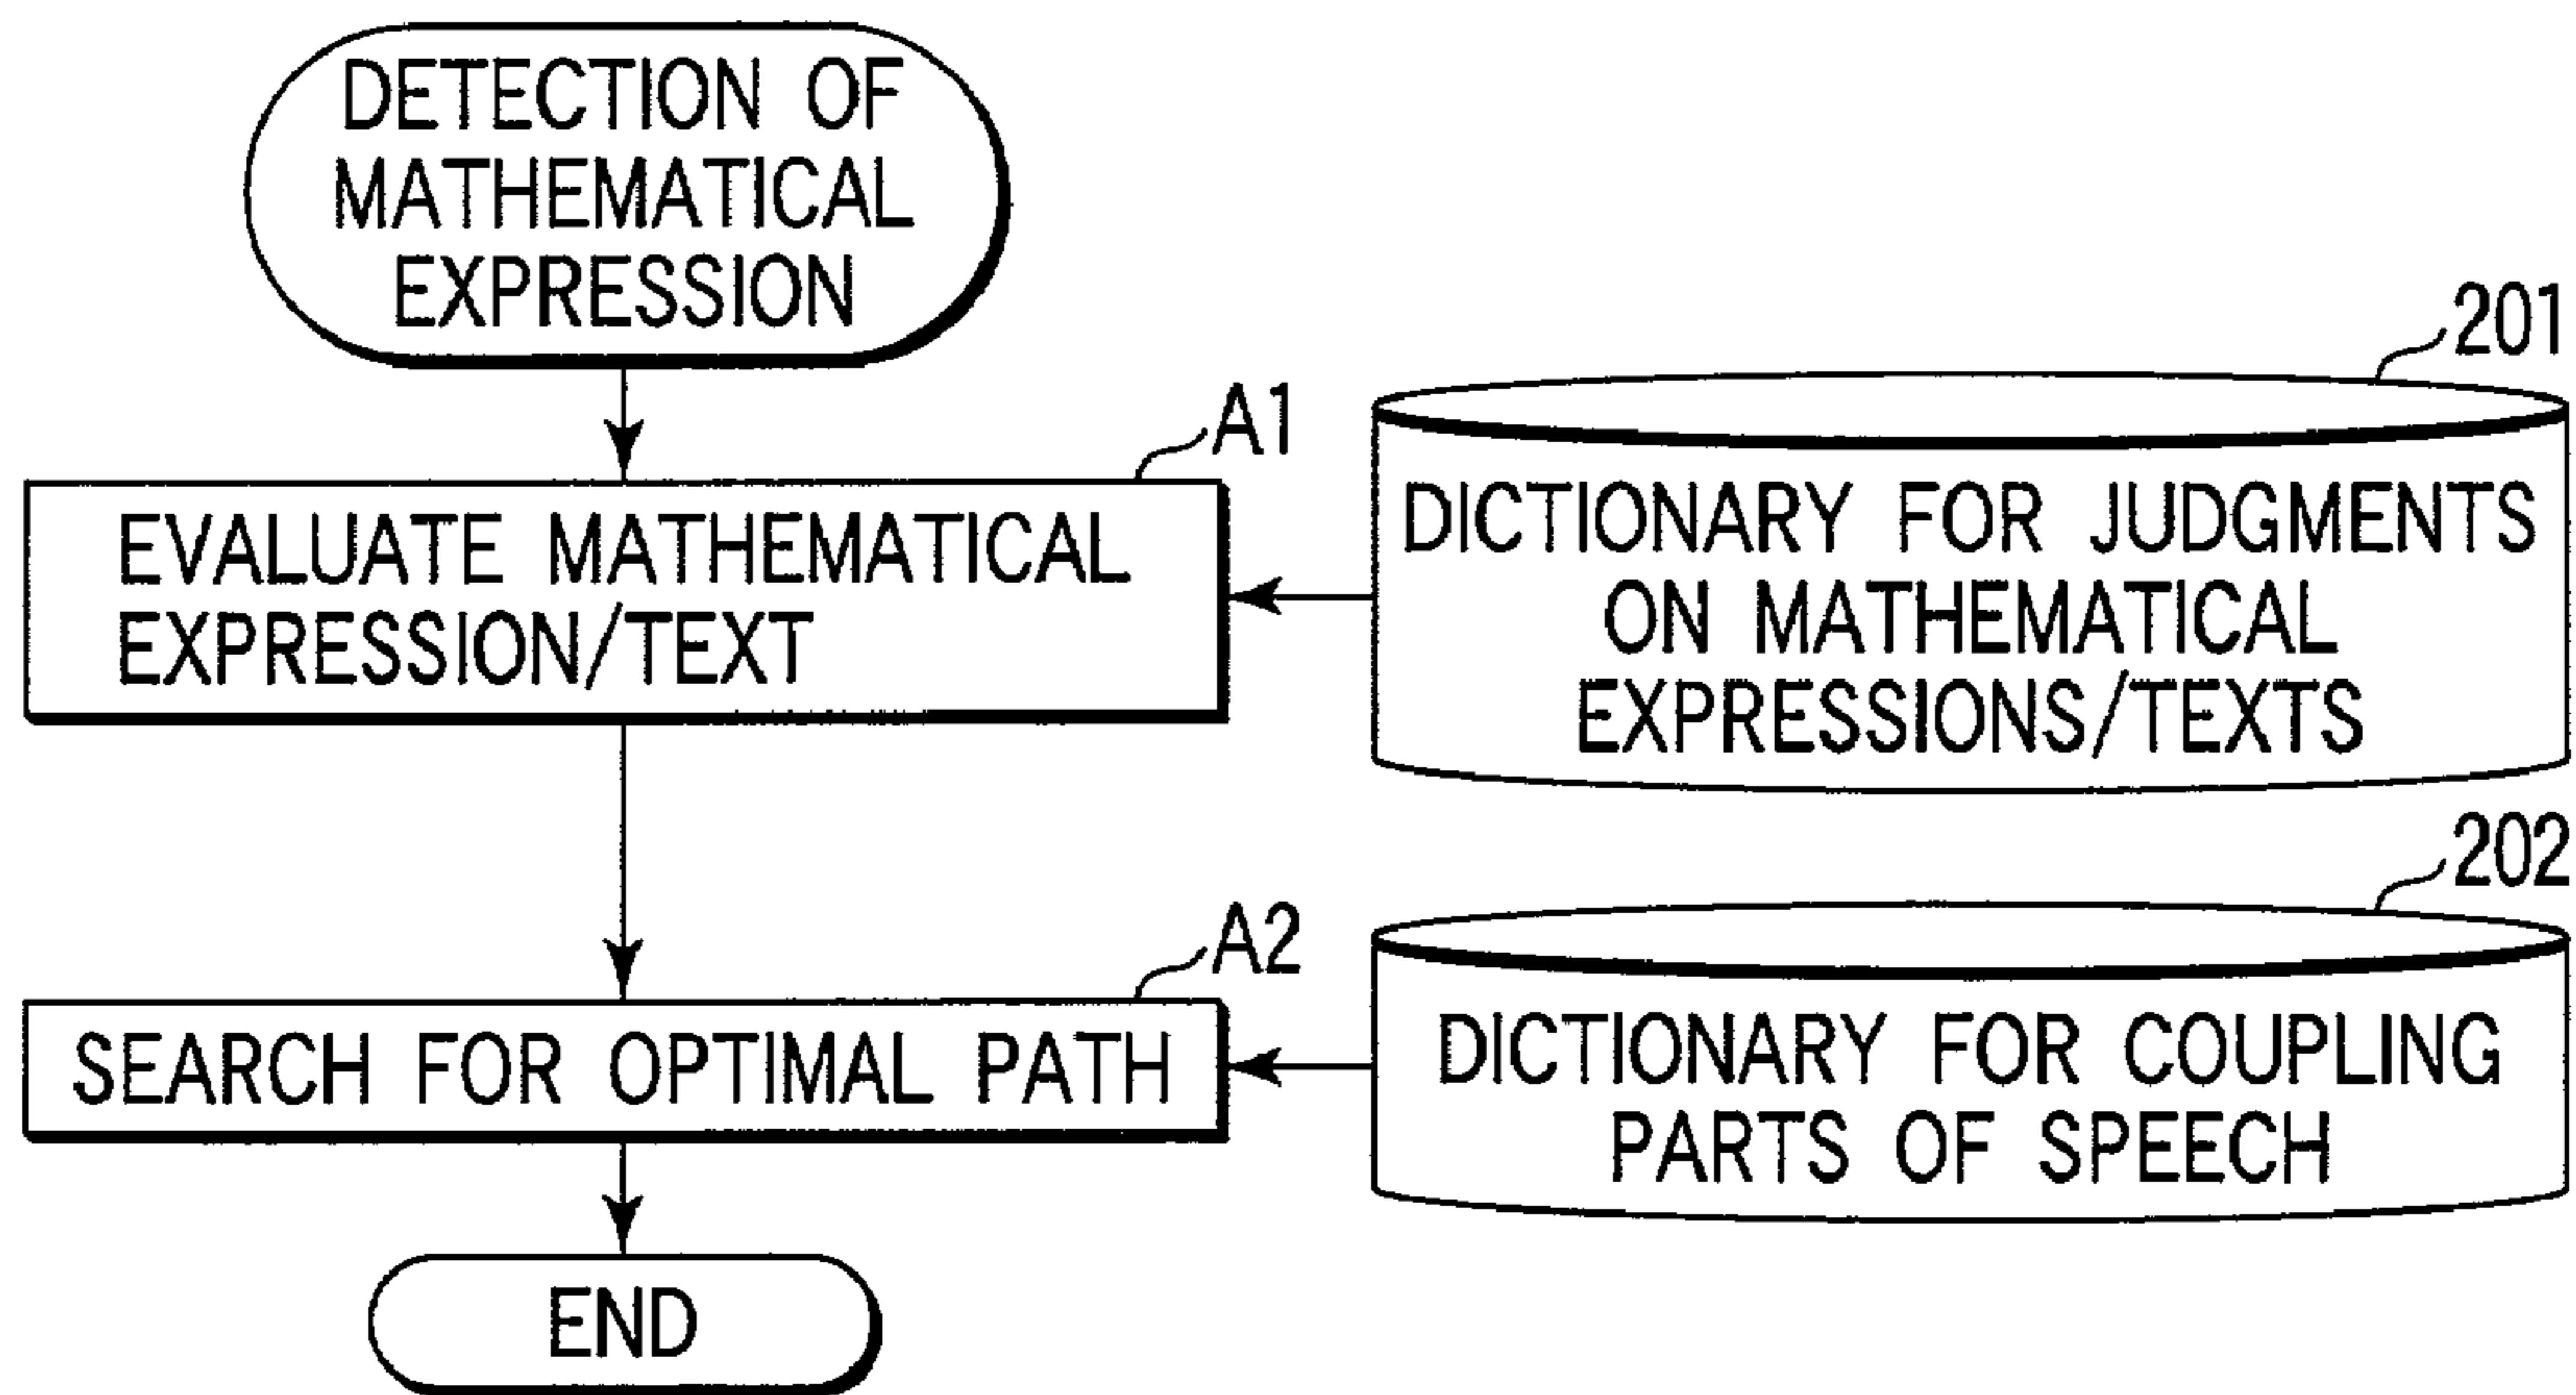 DETECTION OF
MATHEMATICAL
EXPRESSION
A1
EVALUATE MATHEMATICAL
EXPRESSION/TEXT
201
DICTIONARY FOR JUDGMENTS
ON MATHEMATICAL
EXPRESSIONS/TEXTS
A2
SEARCH FOR OPTIMAL PATH
202
DICTIONARY FOR COUPLING
PARTS OF SPEECH
END